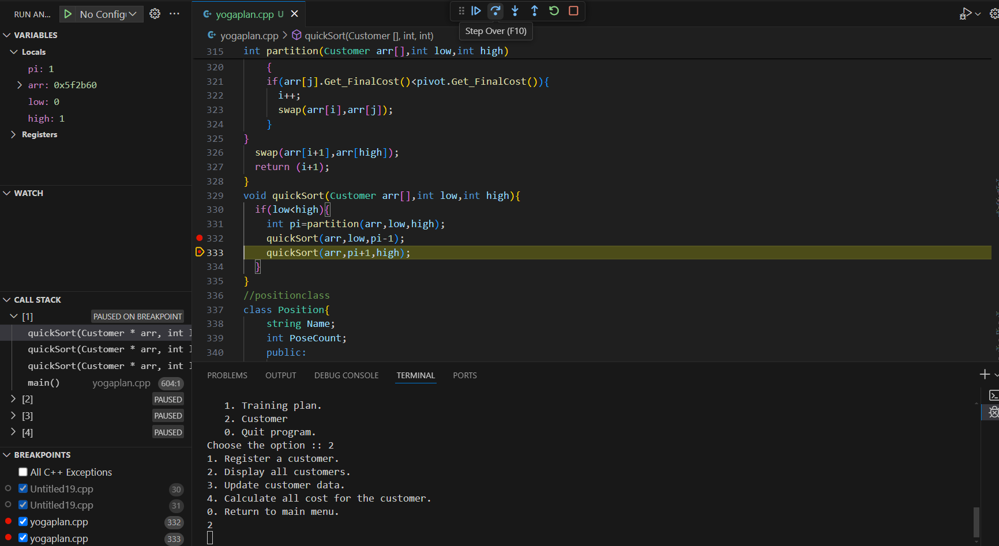 RUN AN... No Config
yogaplan.cpp U
Step Over (F10)
yogaplan.cpp > quickSort(Customer [], int, int)
VARIABLES
Locals
pi: 1
arr: 0x5f2b60
low: 0
high: 1
Registers
WATCH
CALL STACK
[1] PAUSED ON BREAKPOINT
quickSort(Customer * arr, int
quickSort(Customer * arr, int
quickSort(Customer * arr, int
main() yogaplan.cpp 604:1
[2] PAUSED
[3] PAUSED
[4] PAUSED
BREAKPOINTS
All C++ Exceptions
Untitled19.cpp 30
Untitled19.cpp 31
yogaplan.cpp 332
yogaplan.cpp 333
315 int partition(Customer arr[],int low,int high)
320 {
321 if(arr[j].Get_FinalCost()<pivot.Get_FinalCost()){
322 i++;
323 swap(arr[i],arr[j]);
324 }
325 }
326 swap(arr[i+1],arr[high]);
327 return (i+1);
328 }
329 void quickSort(Customer arr[],int low,int high){
330 if(low<high){
331 int pi=partition(arr,low,high);
332 quickSort(arr,low,pi-1);
333 quickSort(arr,pi+1,high);
334 }
335 }
336 //positionclass
337 class Position{
338 string Name;
339 int PoseCount;
340 public:
PROBLEMS OUTPUT DEBUG CONSOLE TERMINAL PORTS
1. Training plan.
2. Customer
0. Quit program.
Choose the option :: 2
1. Register a customer.
2. Display all customers.
3. Update customer data.
4. Calculate all cost for the customer.
0. Return to main menu.
2